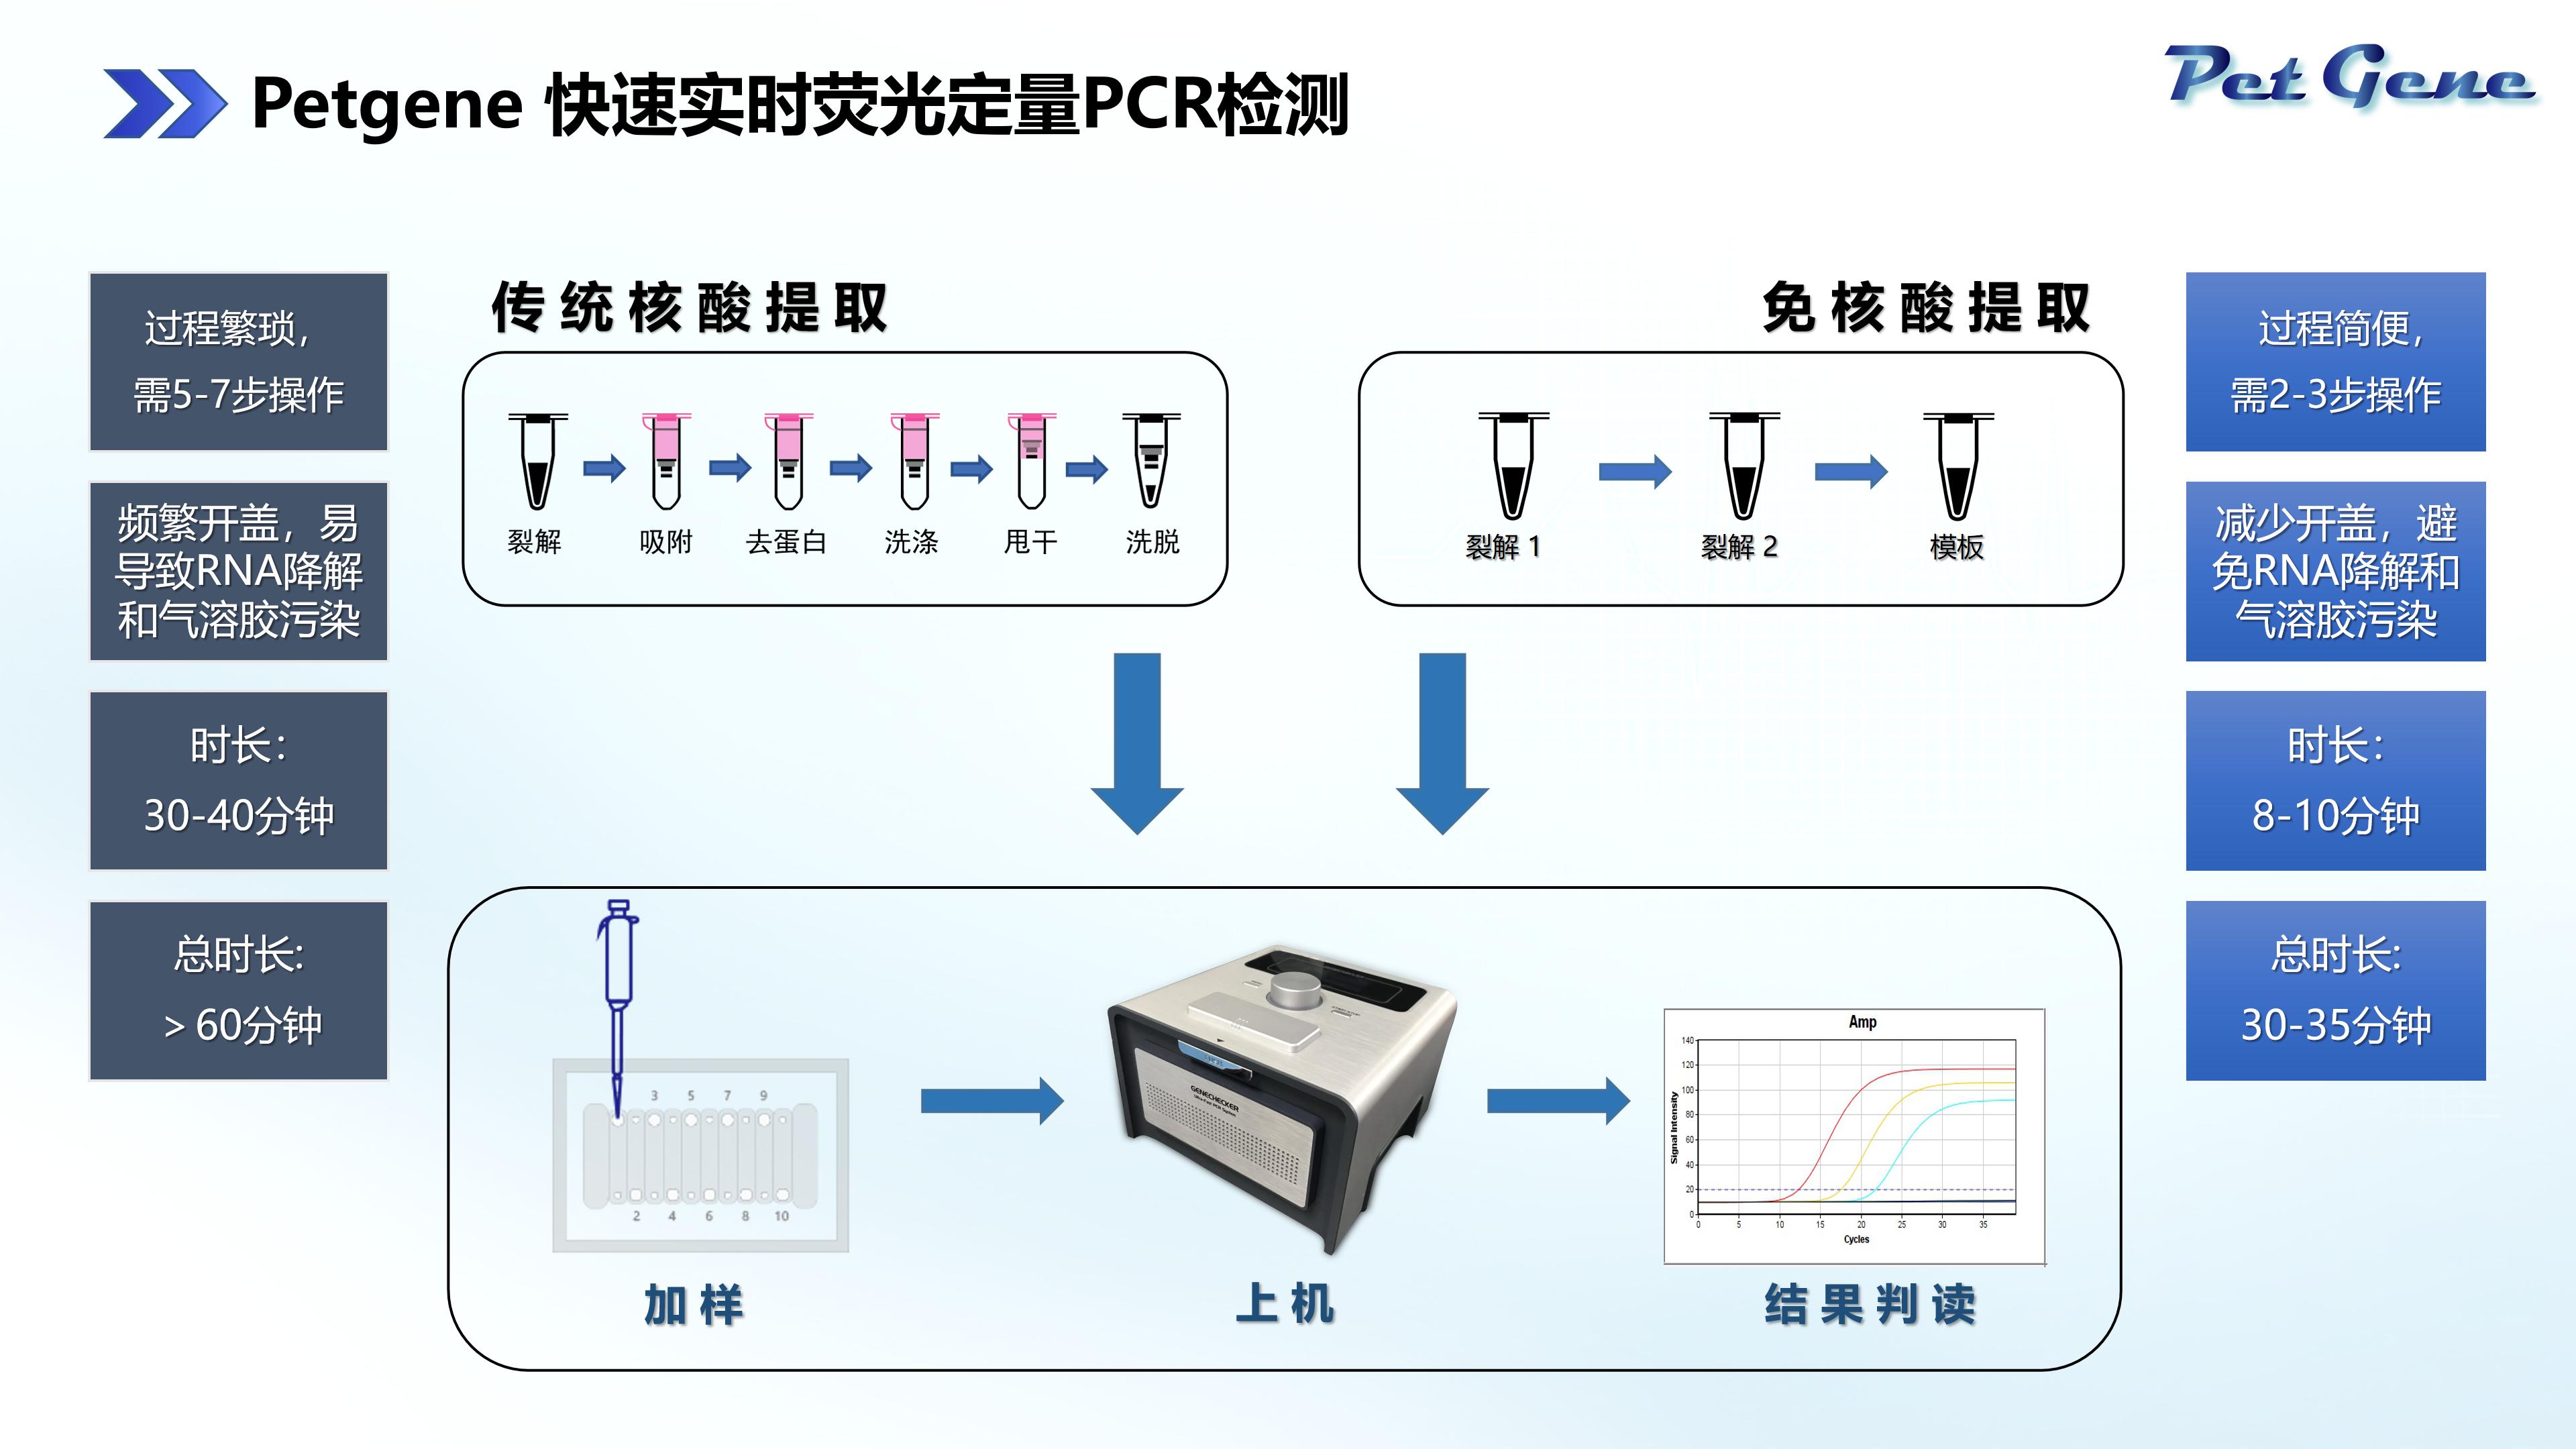 Petgene 快速实时荧光定量PCR检测
Pet Gene
过程繁琐，
需5-7步操作
频繁开盖，易
导致RNA降解
和气溶胶污染
时长：
30-40分钟
总时长:
＞60分钟
传统核酸提取
裂解
吸附
去蛋白
洗涤
甩干
洗脱
免核酸提取
裂解 1
裂解 2
模板
过程简便，
需2-3步操作
减少开盖，避
免RNA降解和
气溶胶污染
时长：
8-10分钟
总时长:
30-35分钟
3 5 7 9
2 4 6 8 10
加样
GENECHECKER
Ultra-Fast PCR System
上机
Amp
Signal Intensity
140
120
100
80
60
40
20
0
0 5 10 15 20 25 30 35
Cycles
结果判读